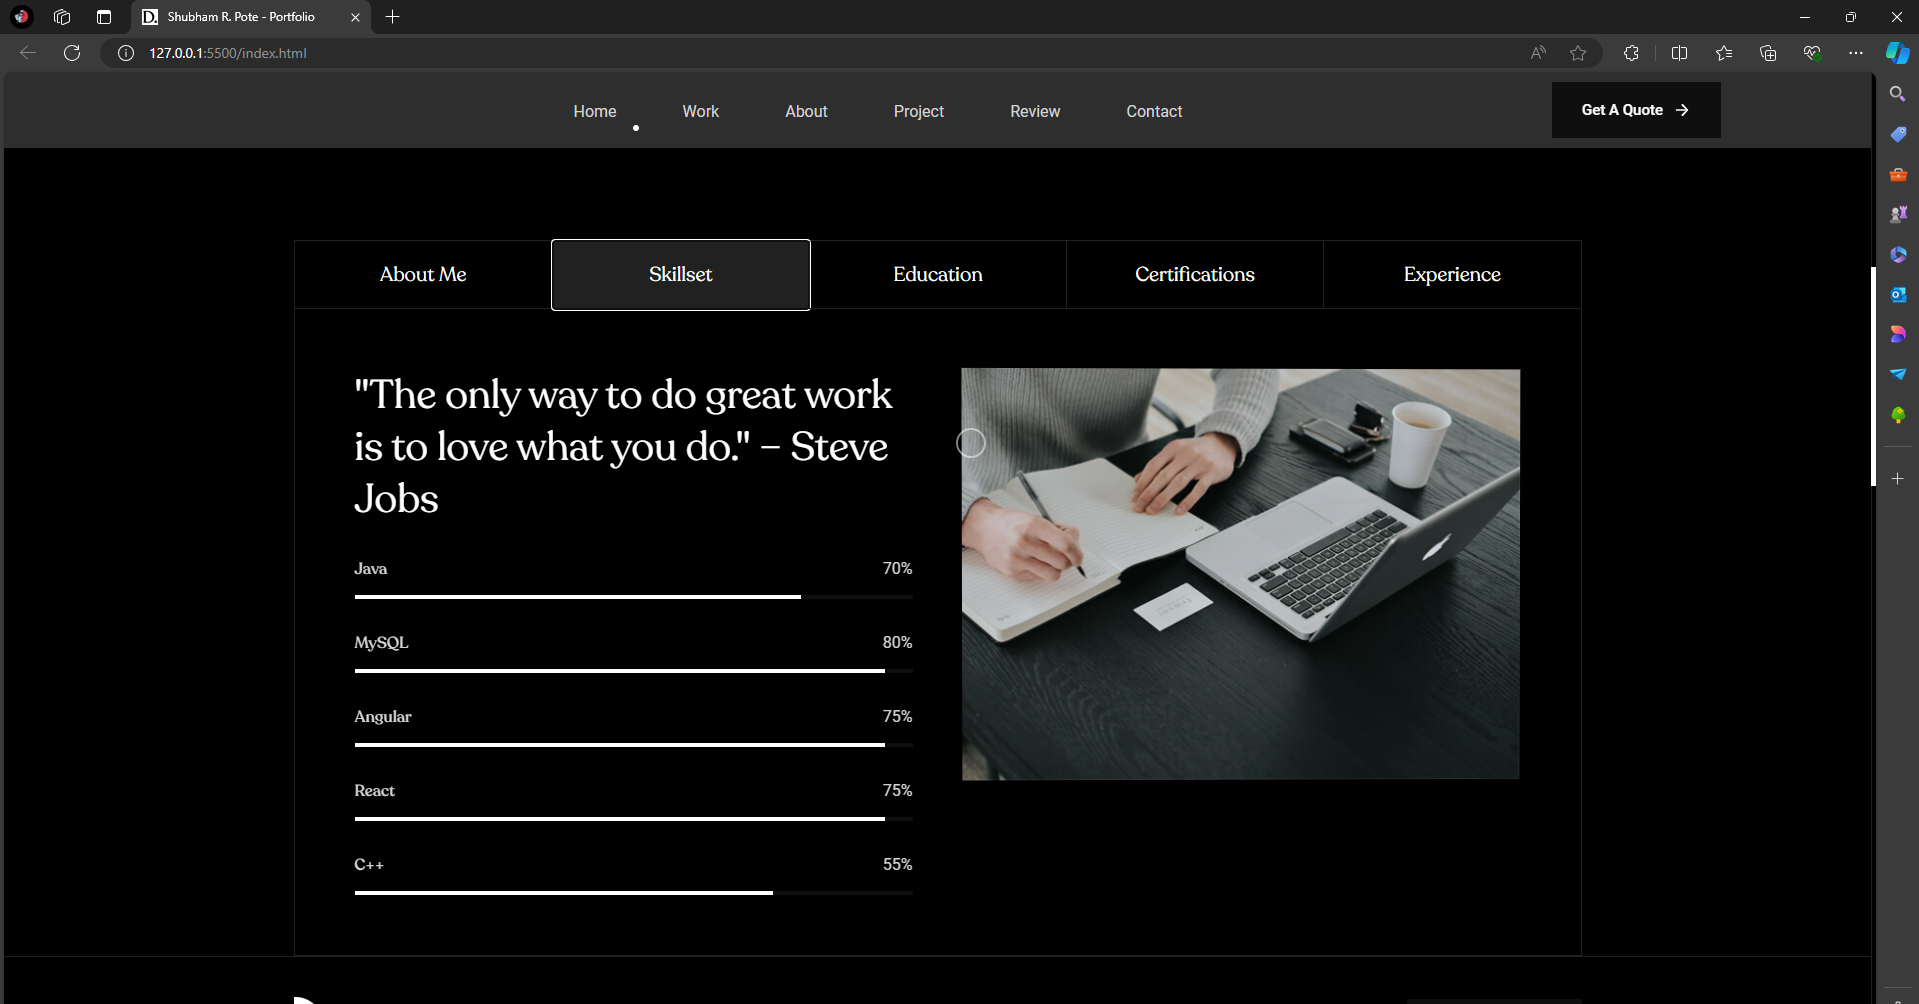 Shubham R. Pote - Portfolio
127.0.0.1:5500/index.html
Home Work About Project Review Contact Get A Quote →
About Me Skillset Education Certifications Experience
"The only way to do great work
is to love what you do." – Steve
Jobs
Java 70%
MySQL 80%
Angular 75%
React 75%
C++ 55%